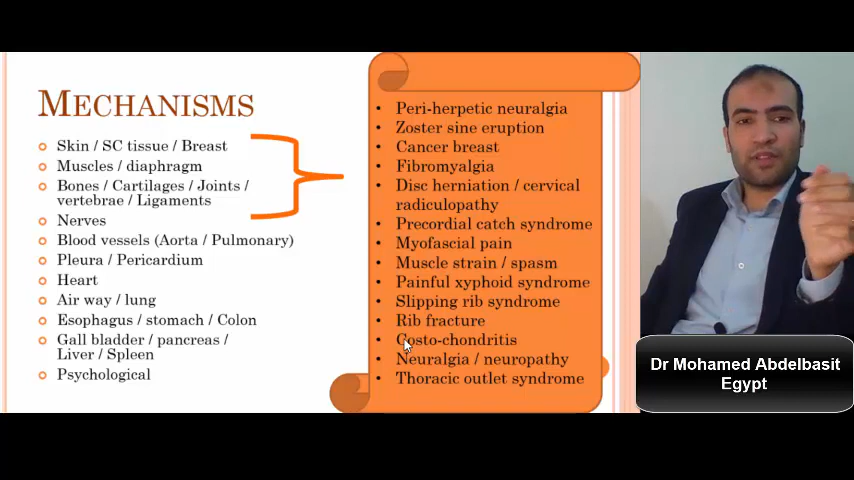 MECHANISMS
Skin / SC tissue / Breast
Muscles / diaphragm
Bones / Cartilages / Joints /
vertebrae / Ligaments
Nerves
Blood vessels (Aorta / Pulmonary)
Pleura / Pericardium
Heart
Air way / lung
Esophagus / stomach / Colon
Gall bladder / pancreas /
Liver / Spleen
Psychological
Peri-herpetic neuralgia
Zoster sine eruption
Cancer breast
Fibromyalgia
Disc herniation / cervical
radiculopathy
Precordial catch syndrome
Myofascial pain
Muscle strain / spasm
Painful xyphoid syndrome
Slipping rib syndrome
Rib fracture
Costo-chondritis
Neuralgia / neuropathy
Thoracic outlet syndrome
Dr Mohamed Abdelbasit
Egypt